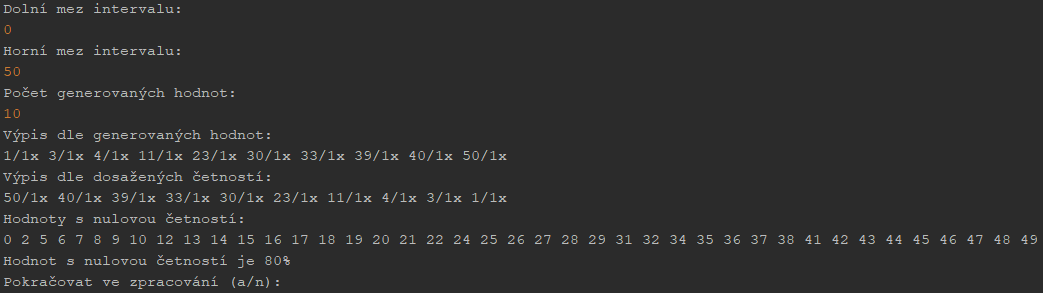 Dolní mez intervalu:
0
Horní mez intervalu:
50
Počet generovaných hodnot:
10
Výpis dle generovaných hodnot:
1/1x 3/1x 4/1x 11/1x 23/1x 30/1x 33/1x 39/1x 40/1x 50/1x
Výpis dle dosažených četností:
50/1x 40/1x 39/1x 33/1x 30/1x 23/1x 11/1x 4/1x 3/1x 1/1x
Hodnoty s nulovou četností:
0 2 5 6 7 8 9 10 12 13 14 15 16 17 18 19 20 21 22 24 25 26 27 28 29 31 32 34 35 36 37 38 41 42 43 44 45 46 47 48 49
Hodnot s nulovou četností je 80%
Pokračovat ve zpracování (a/n):